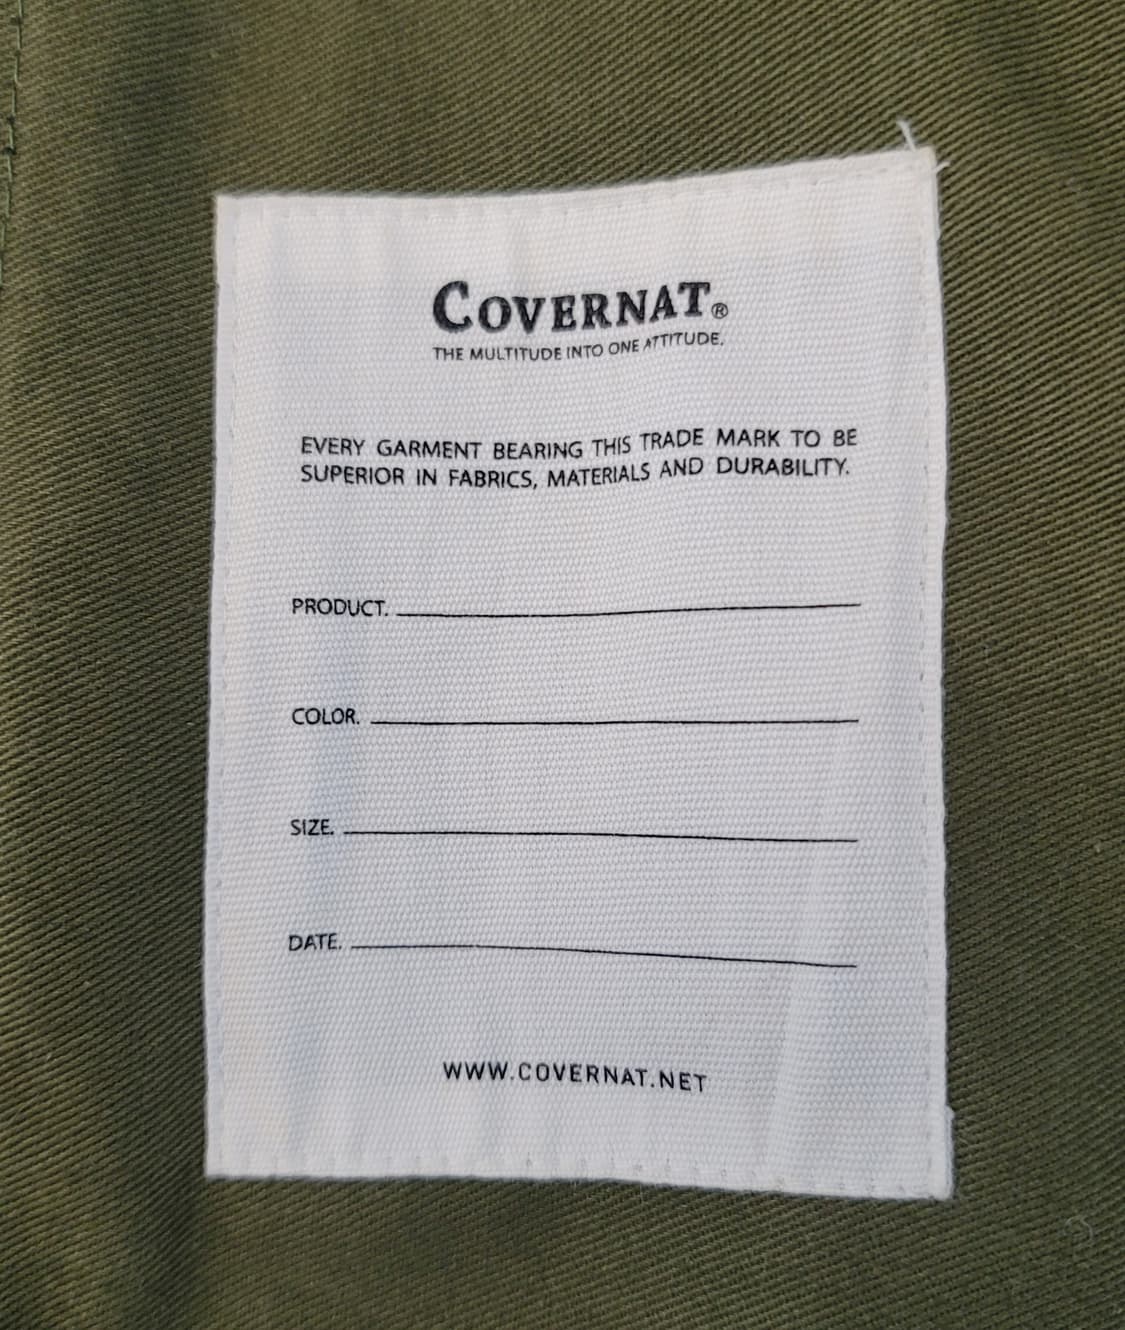 COVERNAT®
THE MULTITUDE INTO ONE ATTITUDE.
EVERY GARMENT BEARING THIS TRADE MARK TO BE
SUPERIOR IN FABRICS, MATERIALS AND DURABILITY.
PRODUCT.
COLOR.
SIZE.
DATE.
WWW.COVERNAT.NET